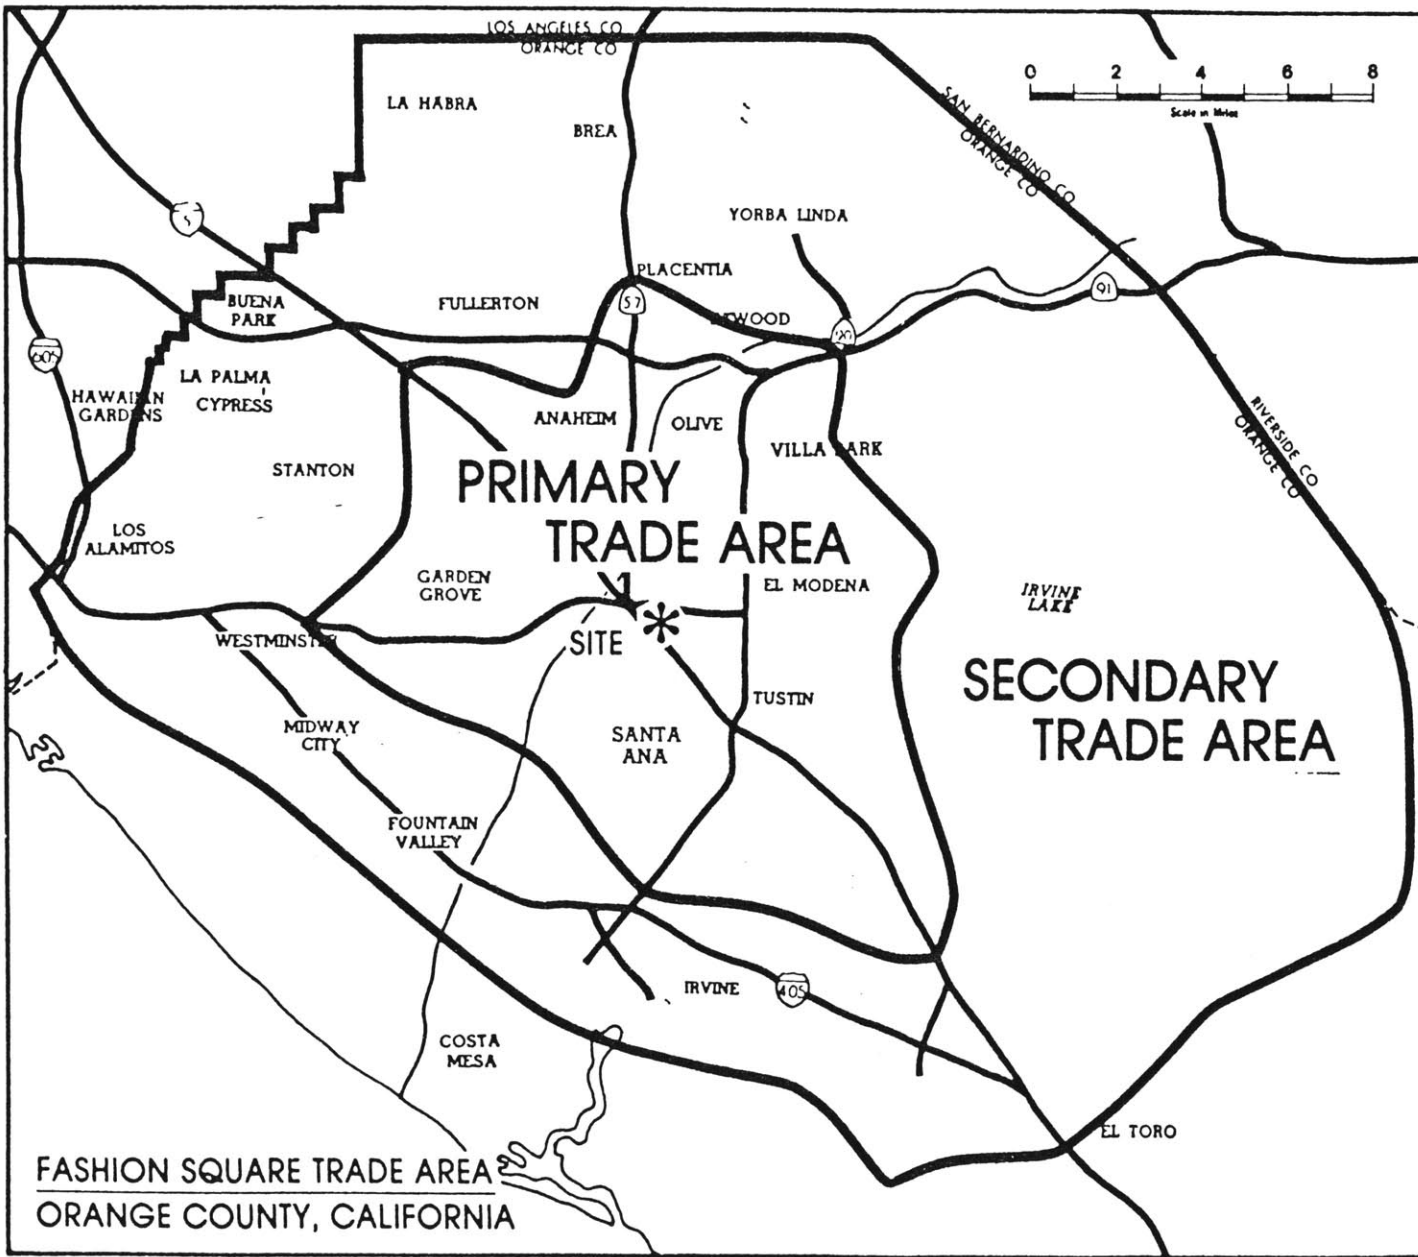 LOS ANGELES CO
ORANGE CO
0 2 4 6 8
Scale in Miles
LA HABRA
BREA
SAN BERNARDINO CO
ORANGE CO
5
YORBA LINDA
PLACENTIA
91
BUENA
PARK
FULLERTON
57
605
LA PALMA
CYPRESS
HAWAIIAN
GARDENS
ANAHEIM
OLIVE
RIVERSIDE CO
ORANGE CO
STANTON
VILLA PARK
PRIMARY
TRADE AREA
LOS
ALAMITOS
GARDEN
GROVE
EL MODENA
IRVINE
LAKE
WESTMINSTER
SITE
SECONDARY
TRADE AREA
TUSTIN
MIDWAY
CITY
SANTA
ANA
FOUNTAIN
VALLEY
IRVINE
405
COSTA
MESA
EL TORO
FASHION SQUARE TRADE AREA
ORANGE COUNTY, CALIFORNIA